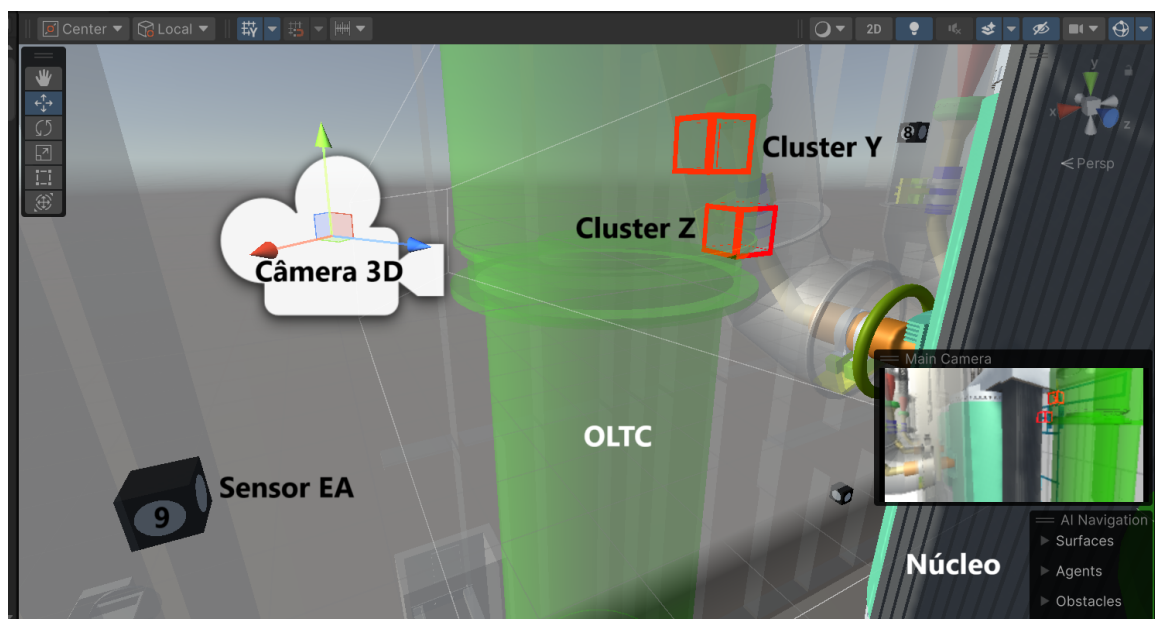 Center
Local
2D
y
x
z
Persp
Cluster Y
8
Cluster Z
Câmera 3D
Main Camera
OLTC
Sensor EA
9
Núcleo
AI Navigation
Surfaces
Agents
Obstacles